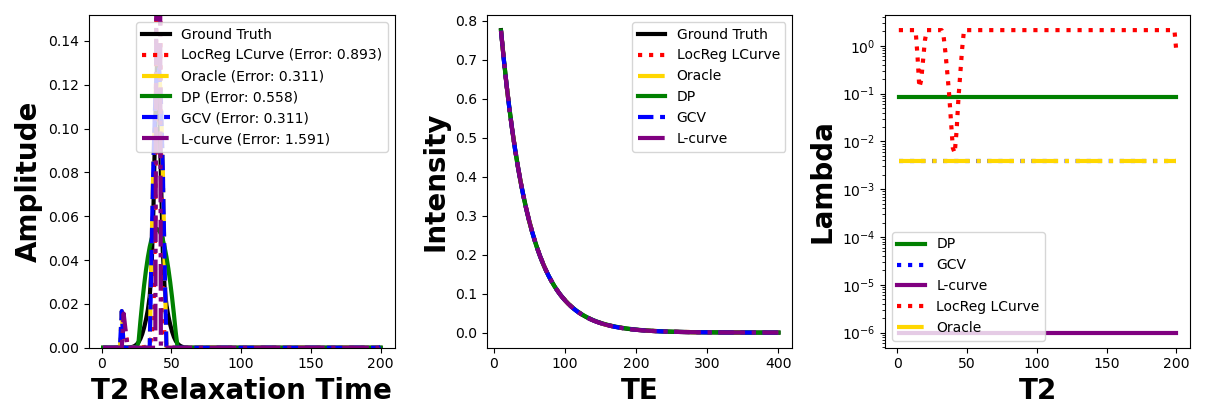 0.14
0.12
0.10
0.08
0.06
0.04
0.02
0.00
Amplitude
Ground Truth
LocReg LCurve (Error: 0.893)
Oracle (Error: 0.311)
DP (Error: 0.558)
GCV (Error: 0.311)
L-curve (Error: 1.591)
0 50 100 150 200
T2 Relaxation Time
0.8
0.7
0.6
0.5
0.4
0.3
0.2
0.1
0.0
Intensity
Ground Truth
LocReg LCurve
Oracle
DP
GCV
L-curve
0 100 200 300 400
TE
10^0
10^-1
10^-2
10^-3
10^-4
10^-5
10^-6
Lambda
DP
GCV
L-curve
LocReg LCurve
Oracle
0 50 100 150 200
T2